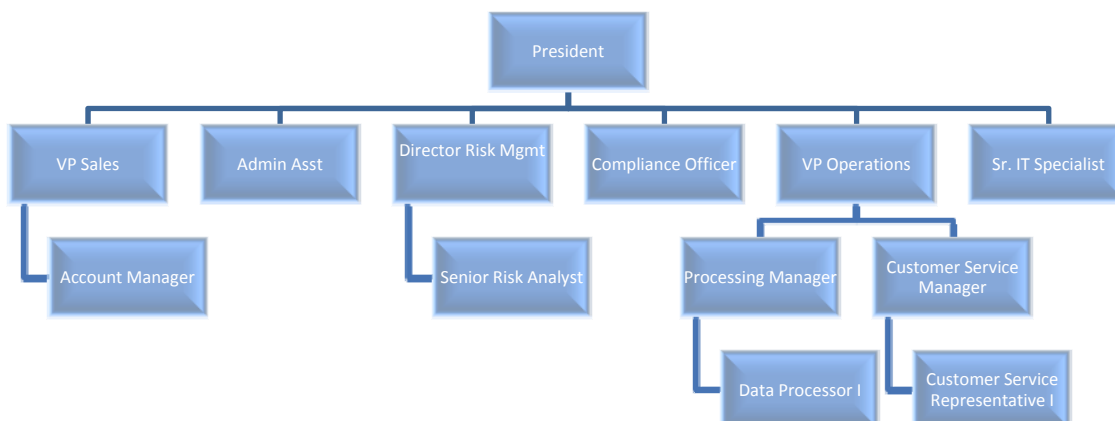 President
VP Sales
Admin Asst
Director Risk Mgmt
Compliance Officer
VP Operations
Sr. IT Specialist
Account Manager
Senior Risk Analyst
Processing Manager
Customer Service
Manager
Data Processor I
Customer Service
Representative I